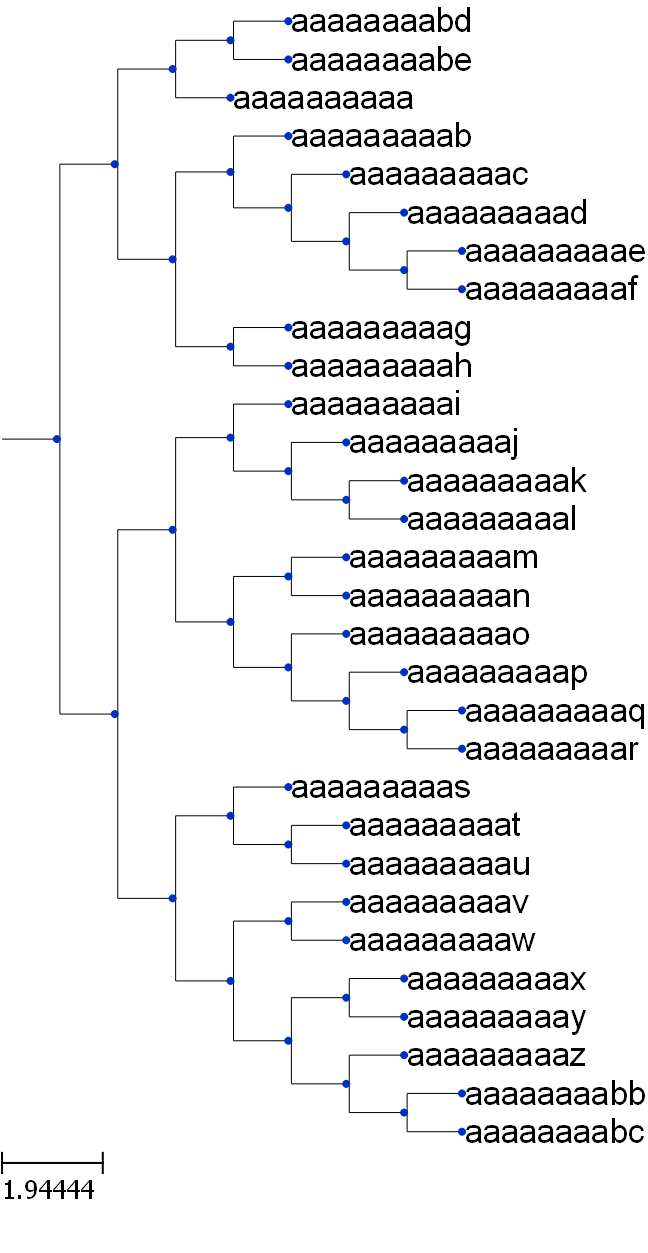 aaaaaaaabd
aaaaaaaabe
aaaaaaaaaa
aaaaaaaaab
aaaaaaaaac
aaaaaaaaad
aaaaaaaaae
aaaaaaaaaf
aaaaaaaaag
aaaaaaaaah
aaaaaaaaai
aaaaaaaaaj
aaaaaaaaak
aaaaaaaaal
aaaaaaaaam
aaaaaaaaan
aaaaaaaaao
aaaaaaaaap
aaaaaaaaaq
aaaaaaaaar
aaaaaaaaas
aaaaaaaaat
aaaaaaaaau
aaaaaaaaav
aaaaaaaaaw
aaaaaaaaax
aaaaaaaaay
aaaaaaaaaz
aaaaaaaabb
aaaaaaaabc
1.94444